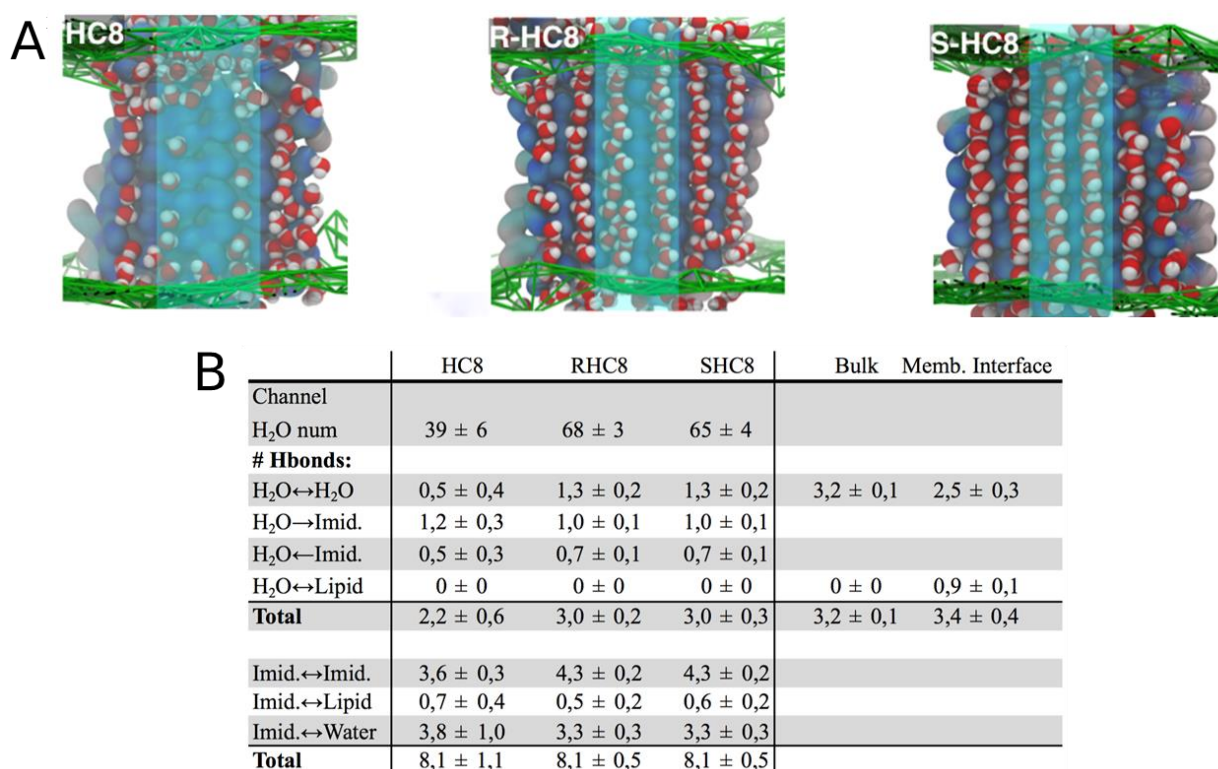 A
HC8
R-HC8
S-HC8
B
HC8 RHC8 SHC8 Bulk Memb. Interface
Channel
H₂O num 39 ± 6 68 ± 3 65 ± 4
# Hbonds:
H₂O↔H₂O 0,5 ± 0,4 1,3 ± 0,2 1,3 ± 0,2 3,2 ± 0,1 2,5 ± 0,3
H₂O→Imid. 1,2 ± 0,3 1,0 ± 0,1 1,0 ± 0,1
H₂O←Imid. 0,5 ± 0,3 0,7 ± 0,1 0,7 ± 0,1
H₂O↔Lipid 0 ± 0 0 ± 0 0 ± 0 0 ± 0 0,9 ± 0,1
Total 2,2 ± 0,6 3,0 ± 0,2 3,0 ± 0,3 3,2 ± 0,1 3,4 ± 0,4
Imid.↔Imid. 3,6 ± 0,3 4,3 ± 0,2 4,3 ± 0,2
Imid.↔Lipid 0,7 ± 0,4 0,5 ± 0,2 0,6 ± 0,2
Imid.↔Water 3,8 ± 1,0 3,3 ± 0,3 3,3 ± 0,3
Total 8,1 ± 1,1 8,1 ± 0,5 8,1 ± 0,5